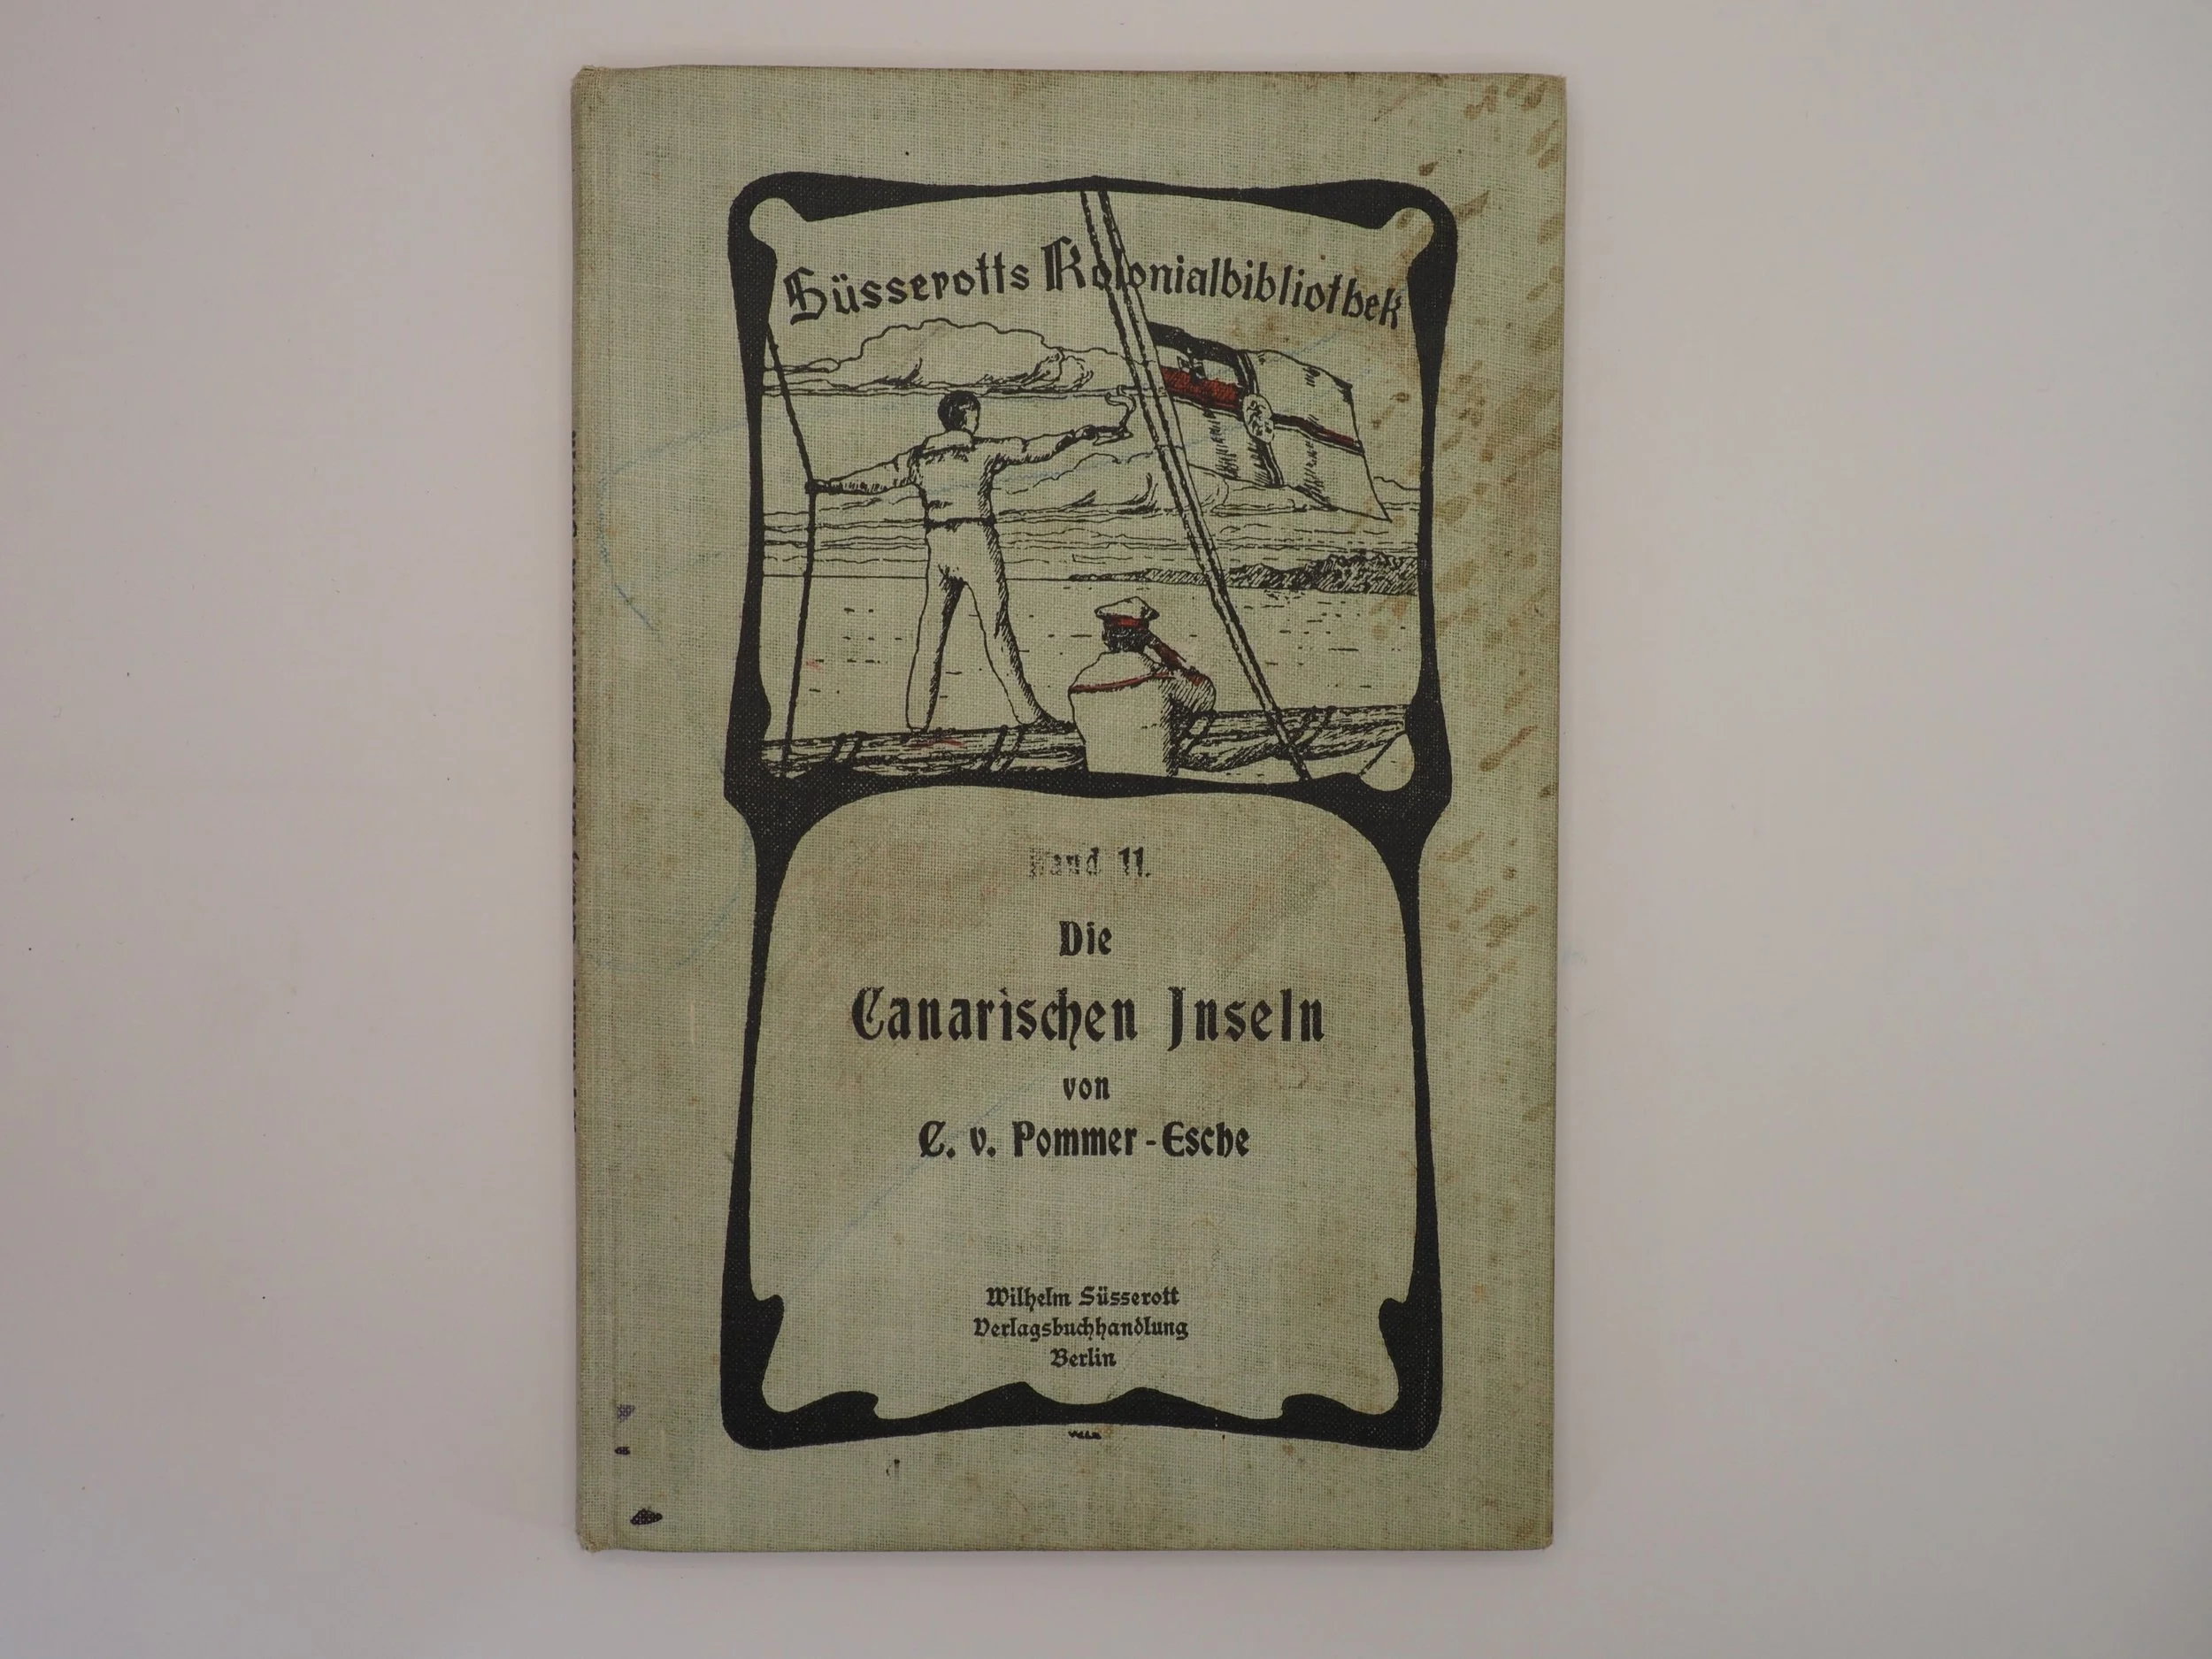 Süsserotts Kolonialbibliothek
Band 11.
Die
Canarischen Inseln
von
C. v. Pommer-Esche
Wilhelm Süsserott
Verlagsbuchhandlung
Berlin